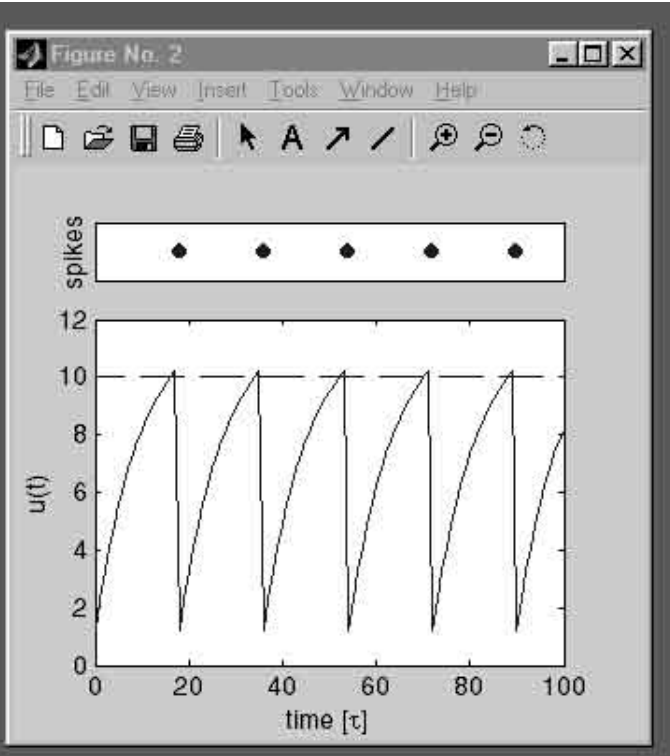 Figure No. 2
File Edit View Insert Tools Window Help
A
spikes
12
10
8
6
4
2
0
u(t)
0 20 40 60 80 100
time [τ]